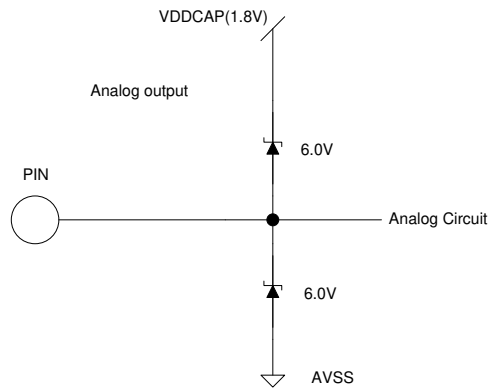 VDDCAP(1.8V)
Analog output
6.0V
PIN
Analog Circuit
6.0V
AVSS